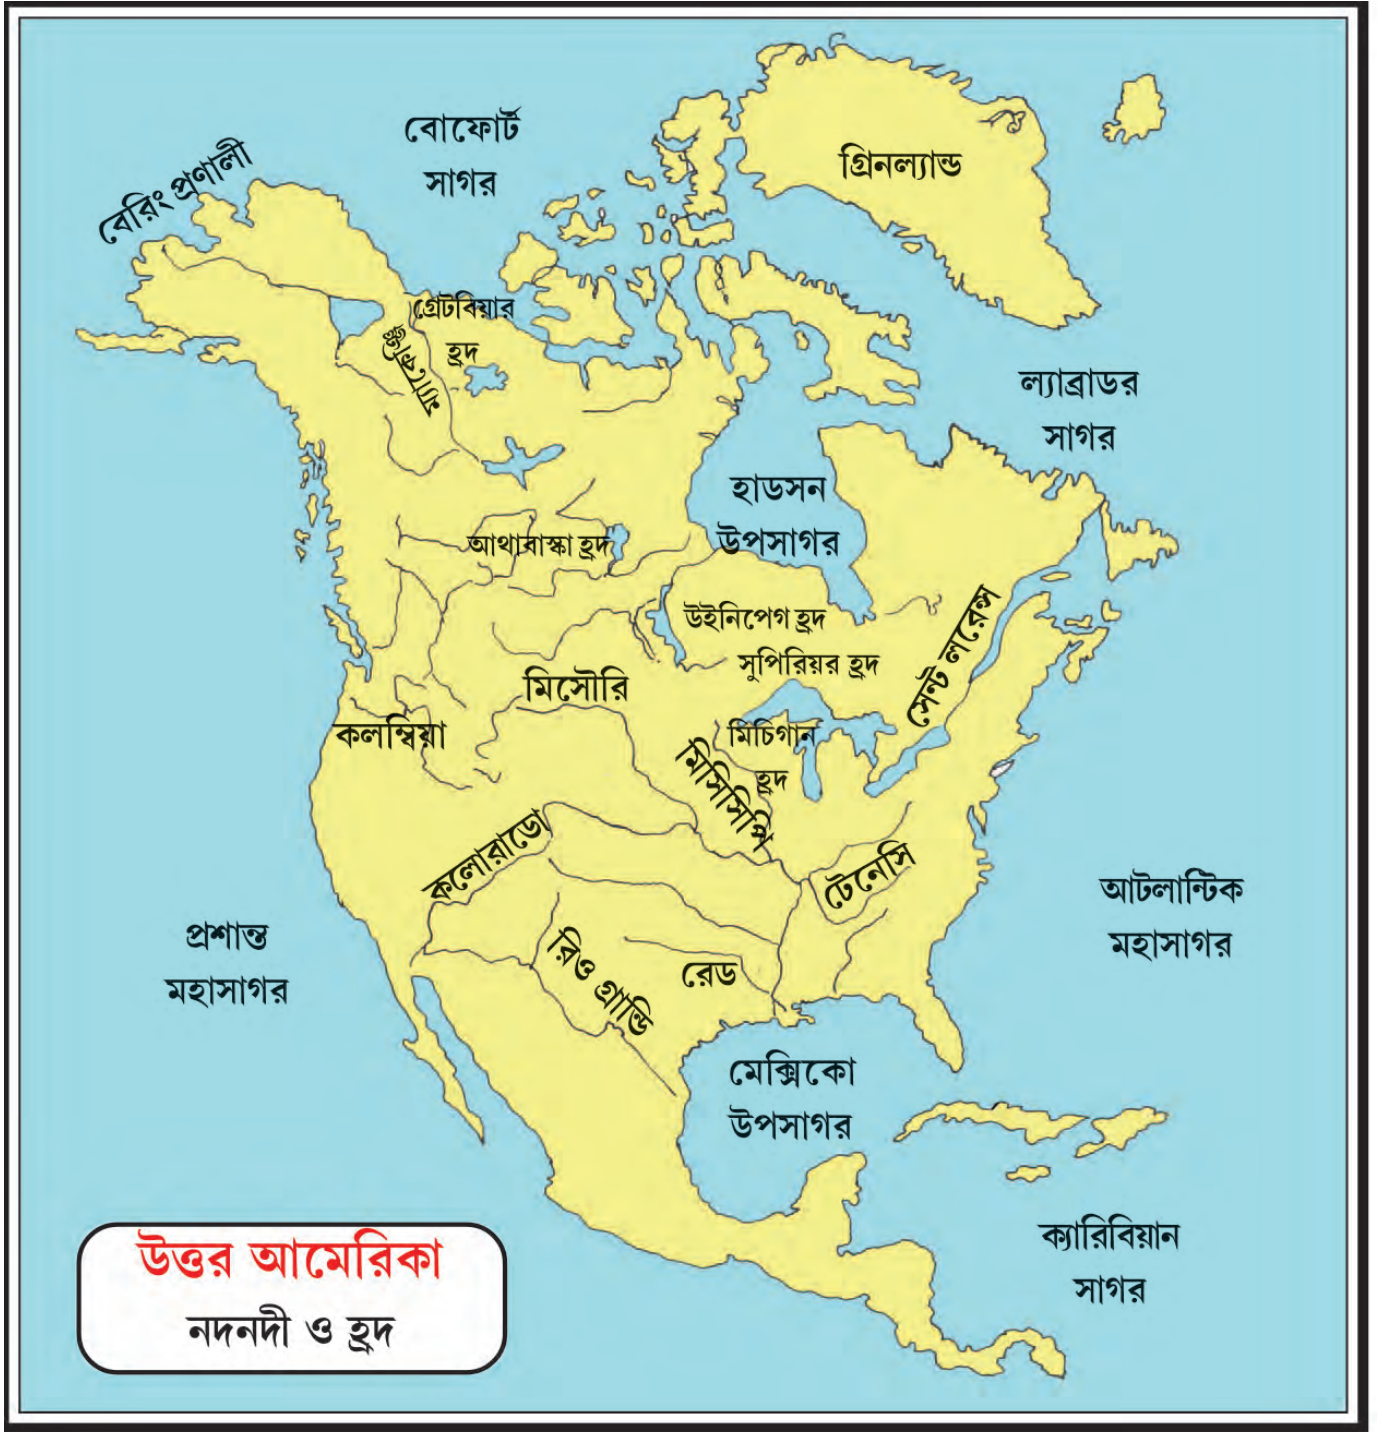 বোফোর্ট
সাগর
বেরিং প্রণালী
গ্রিনল্যান্ড
গ্রেটবিয়ার
হ্রদ
ম্যাকেঞ্জি
ল্যাব্রাডর
সাগর
হাডসন
উপসাগর
আথাবাস্কা হ্রদ
উইনিপেগ হ্রদ
সুপিরিয়র হ্রদ
সেন্ট লরেন্স
মিসৌরি
কলম্বিয়া
মিচিগান
হ্রদ
মিসিসিপি
কলোরাডো
টেনেসি
আটলান্টিক
মহাসাগর
প্রশান্ত
মহাসাগর
রিও গ্রান্ডি
রেড
মেক্সিকো
উপসাগর
ক্যারিবিয়ান
সাগর
উত্তর আমেরিকা
নদনদী ও হ্রদ